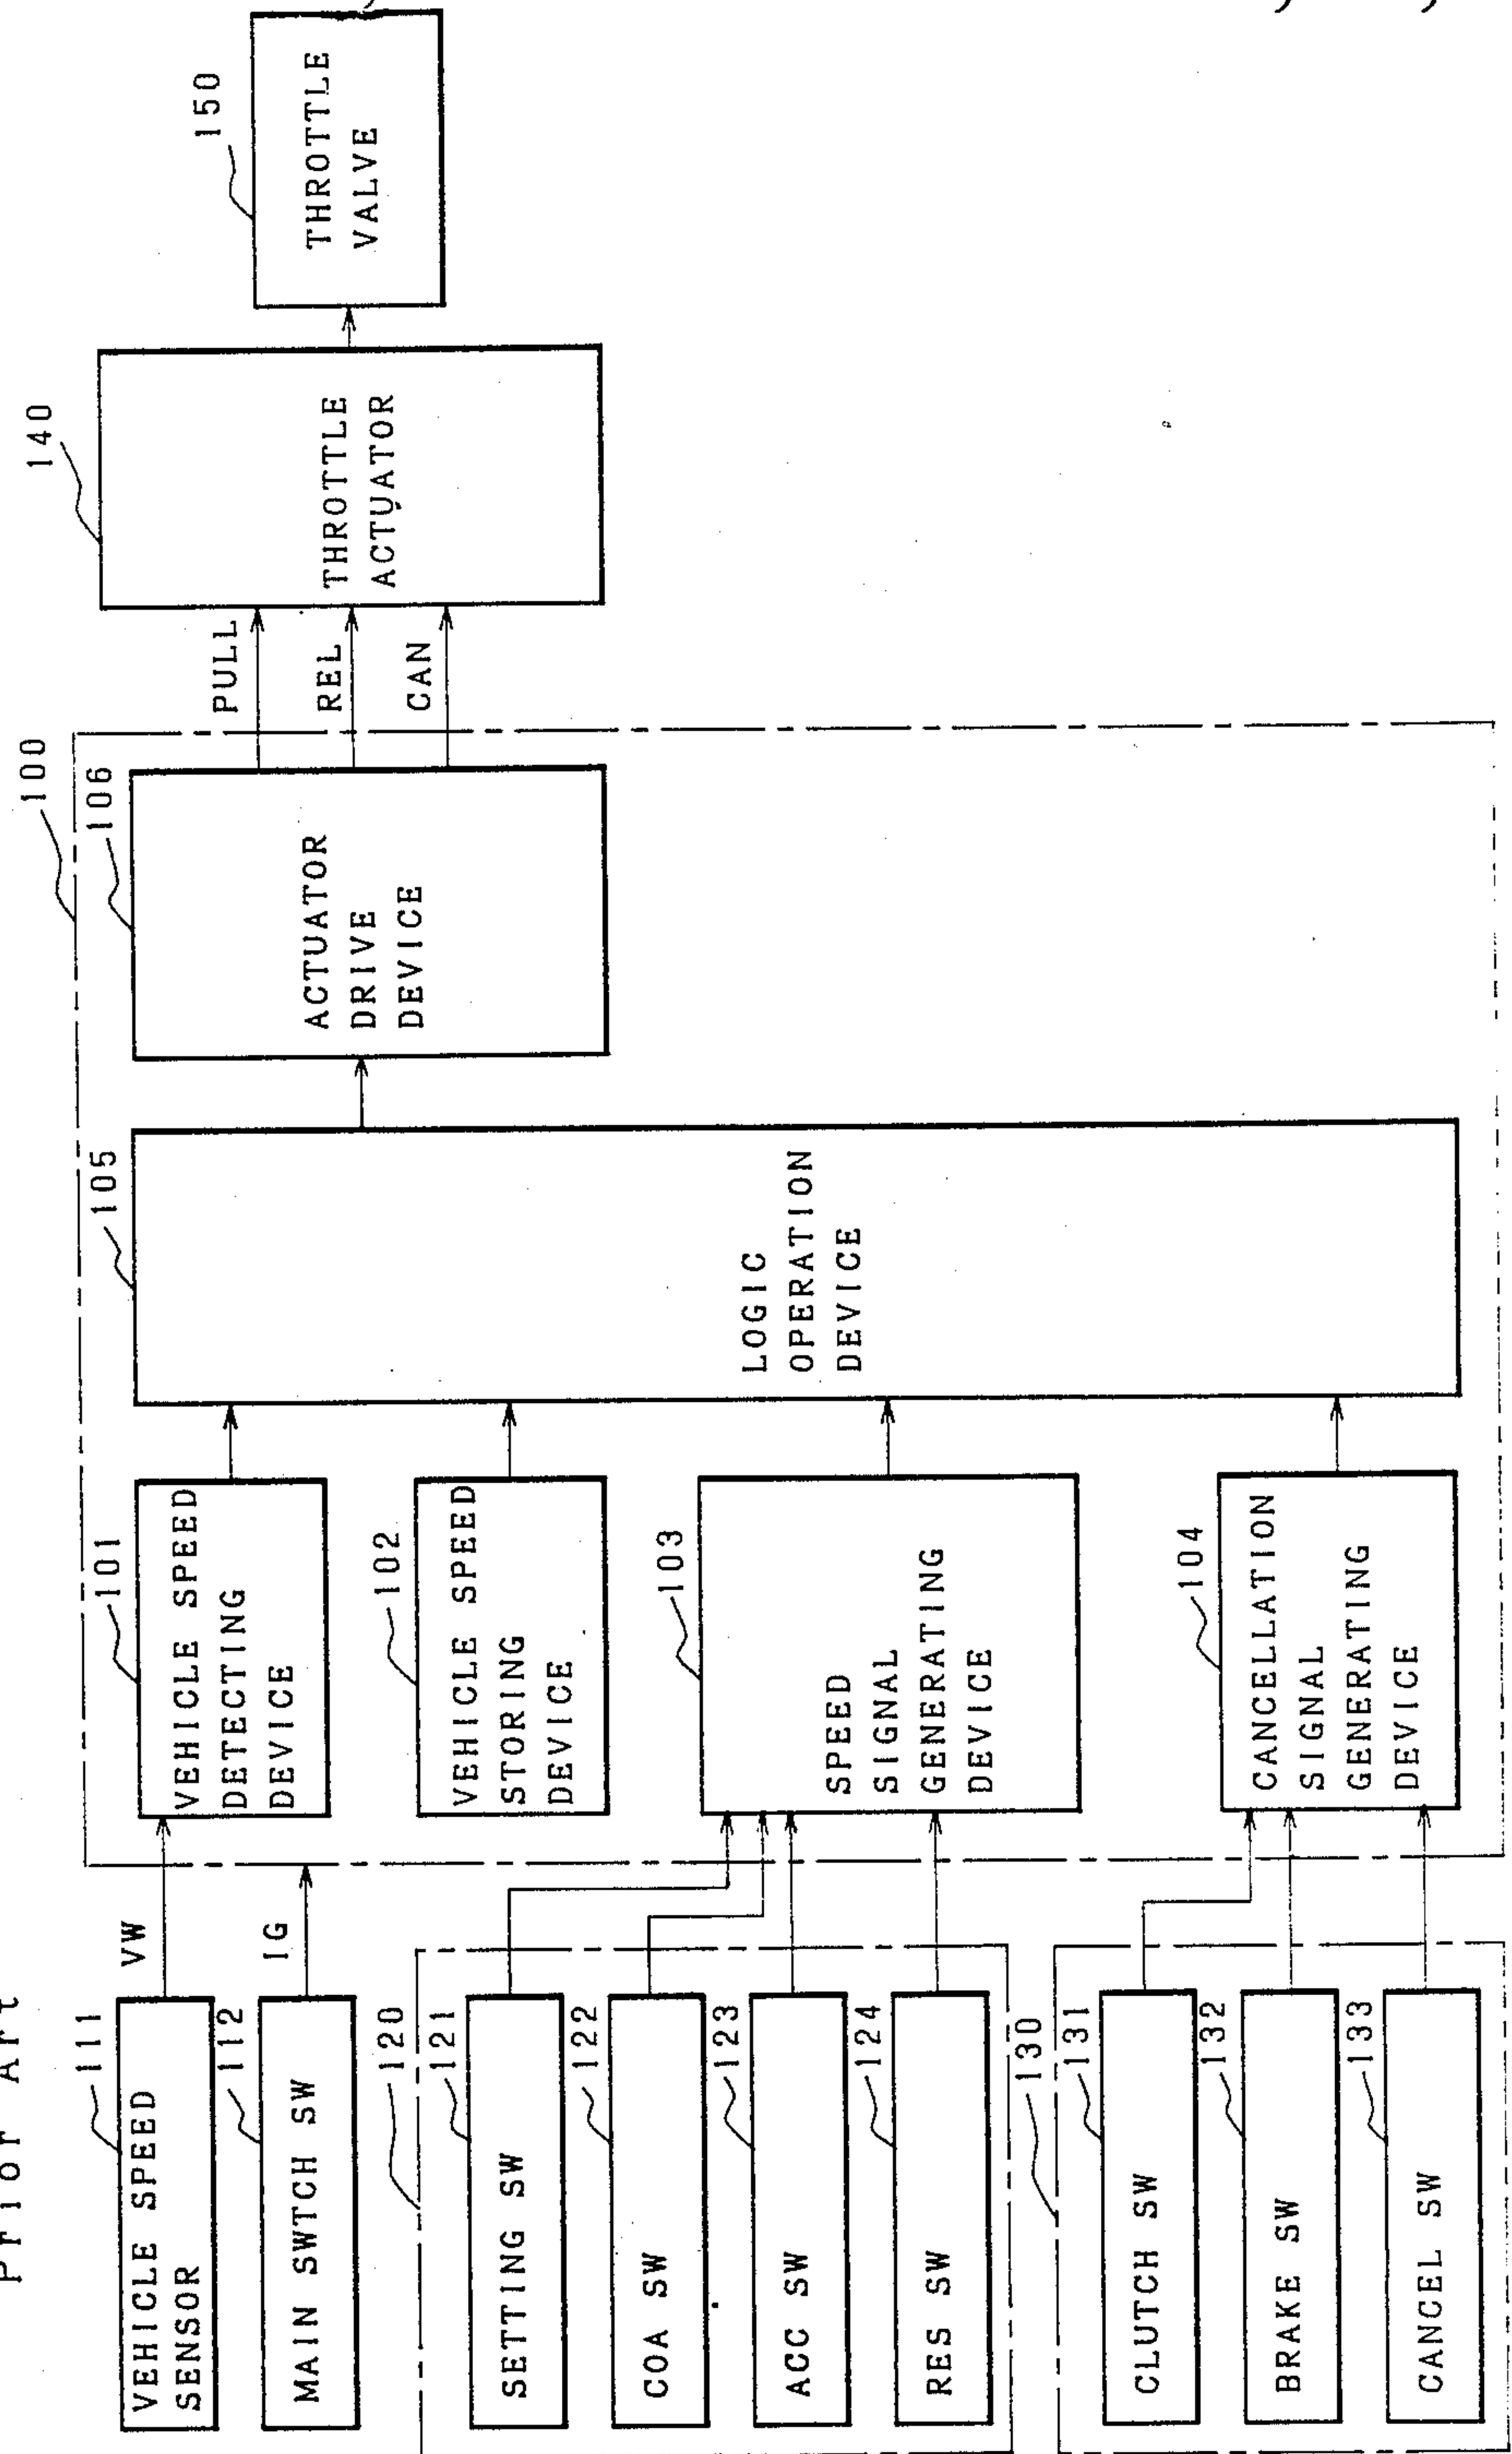 Prior Art
111
VEHICLE SPEED
SENSOR
VW
112
MAIN SWTCH SW
IG
120
121
SETTING SW
122
COA SW
123
ACC SW
124
RES SW
130
131
CLUTCH SW
132
BRAKE SW
133
CANCEL SW
100
101
VEHICLE SPEED
DETECTING
DEVICE
102
VEHICLE SPEED
STORING
DEVICE
103
SPEED
SIGNAL
GENERATING
DEVICE
104
CANCELLATION
SIGNAL
GENERATING
DEVICE
105
LOGIC
OPERATION
DEVICE
106
ACTUATOR
DRIVE
DEVICE
PULL
REL
CAN
140
THROTTLE
ACTUATOR
150
THROTTLE
VALVE